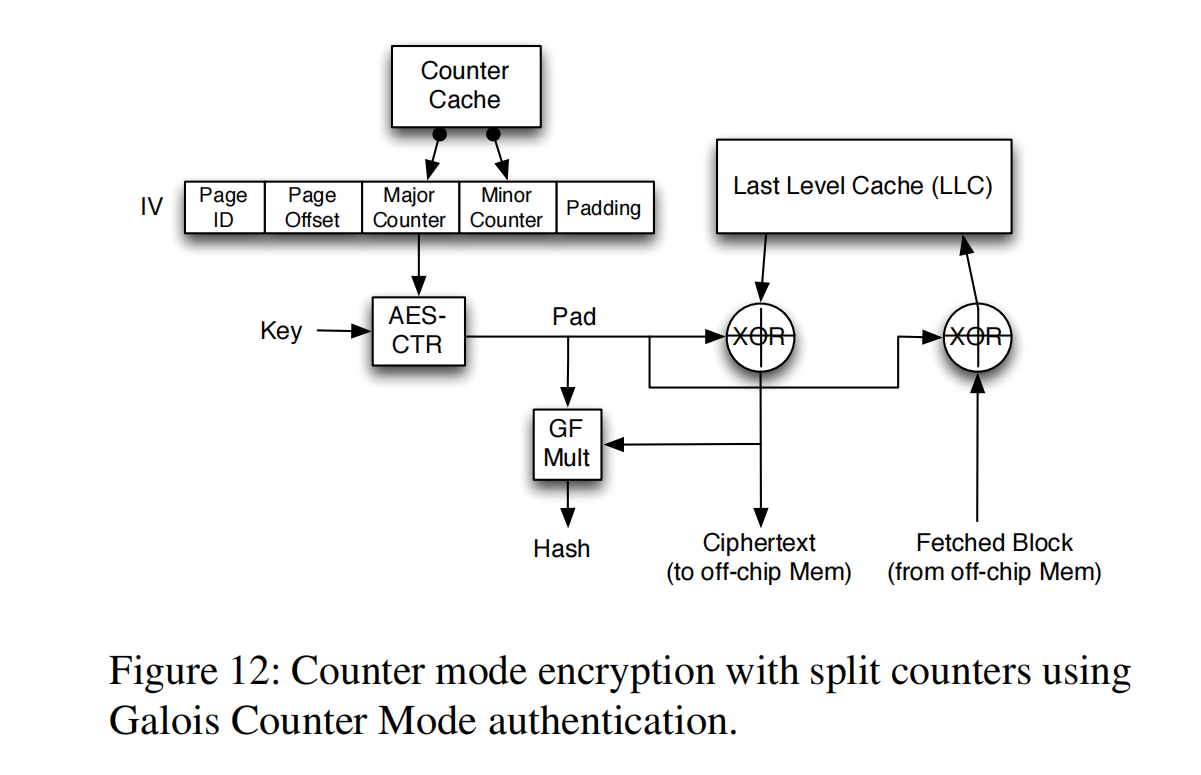 Counter
Cache
IV
Page
ID
Page
Offset
Major
Counter
Minor
Counter
Padding
Last Level Cache (LLC)
Key
AES-
CTR
Pad
XOR
XOR
GF
Mult
Hash
Ciphertext
(to off-chip Mem)
Fetched Block
(from off-chip Mem)
Figure 12: Counter mode encryption with split counters using
Galois Counter Mode authentication.